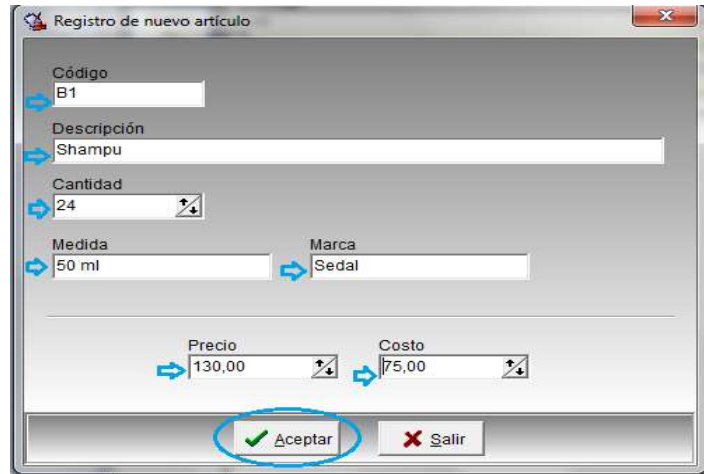 Registro de nuevo artículo
Código
B1
Descripción
Shampu
Cantidad
24
Medida Marca
50 ml Sedal
Precio Costo
130,00 75,00
Aceptar Salir